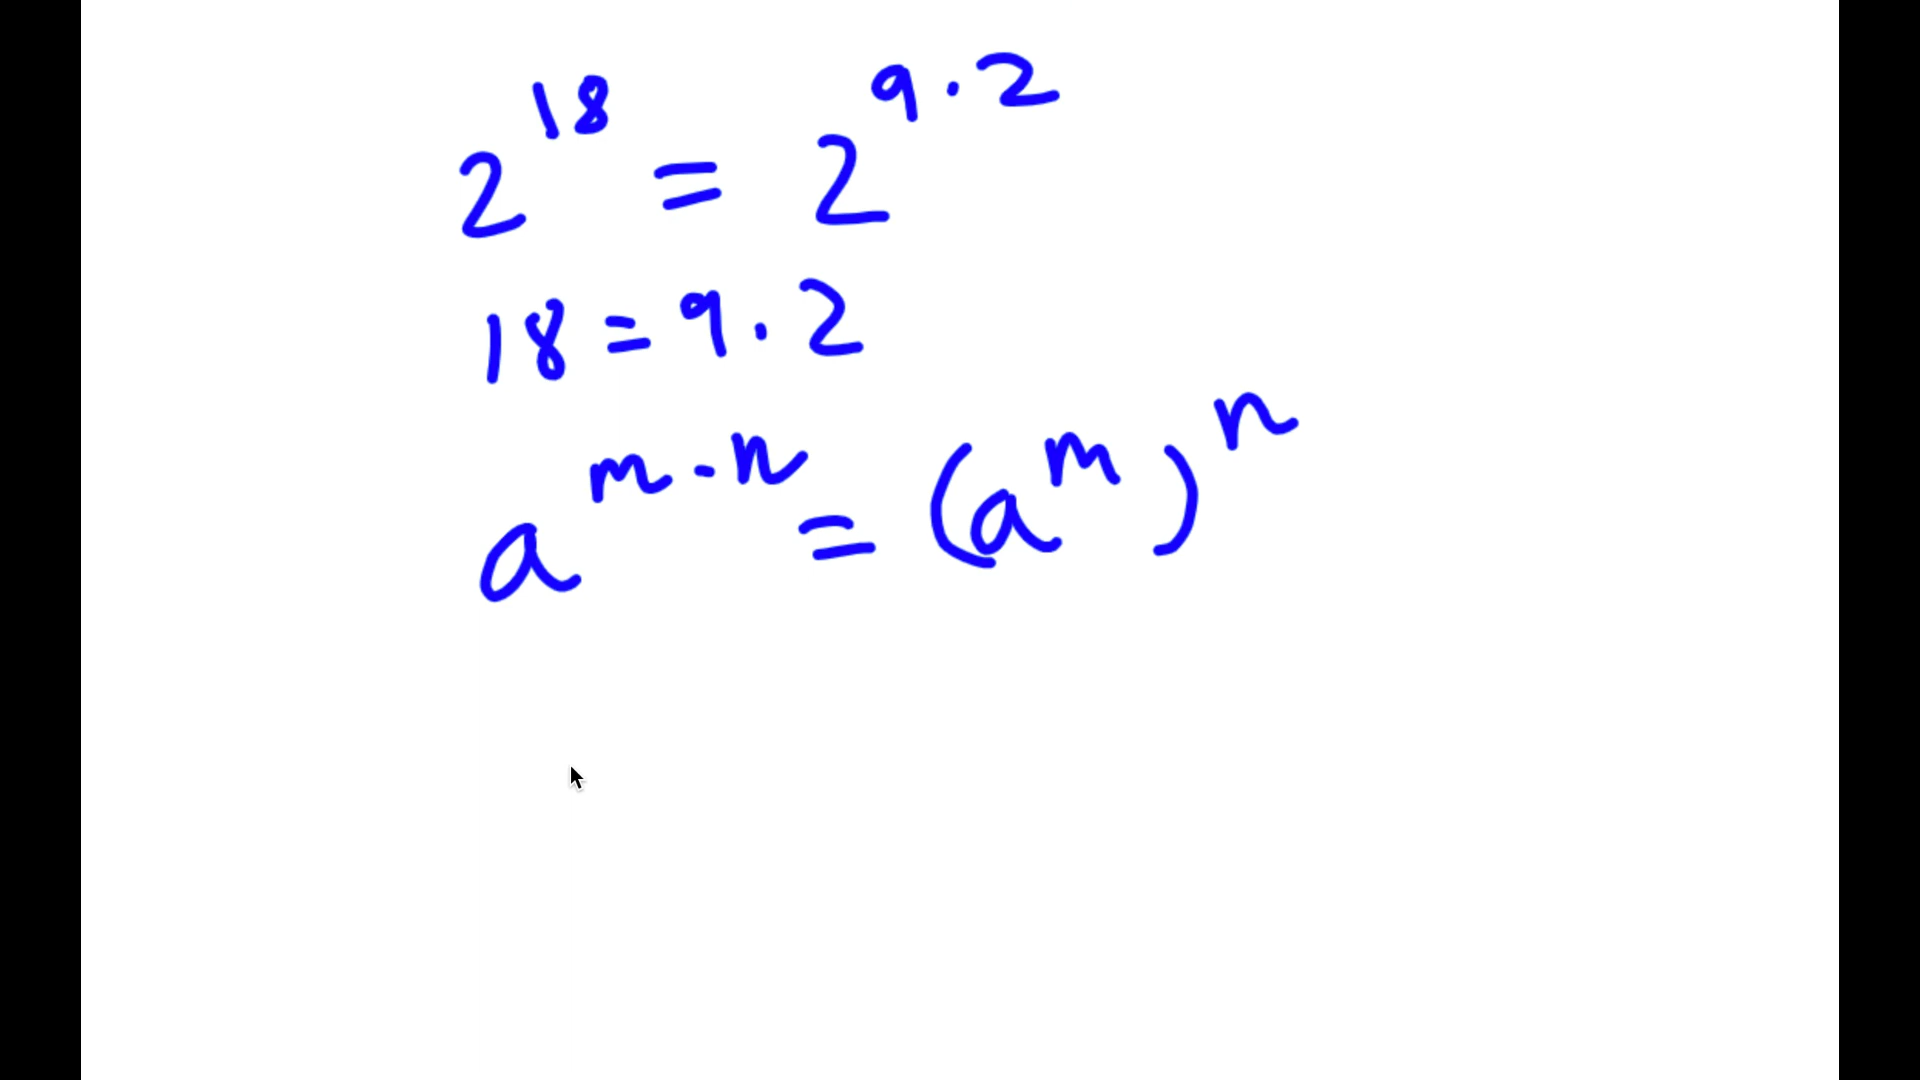 2^18 = 2^9·2
18 = 9·2
a^m·n = (a^m)^n